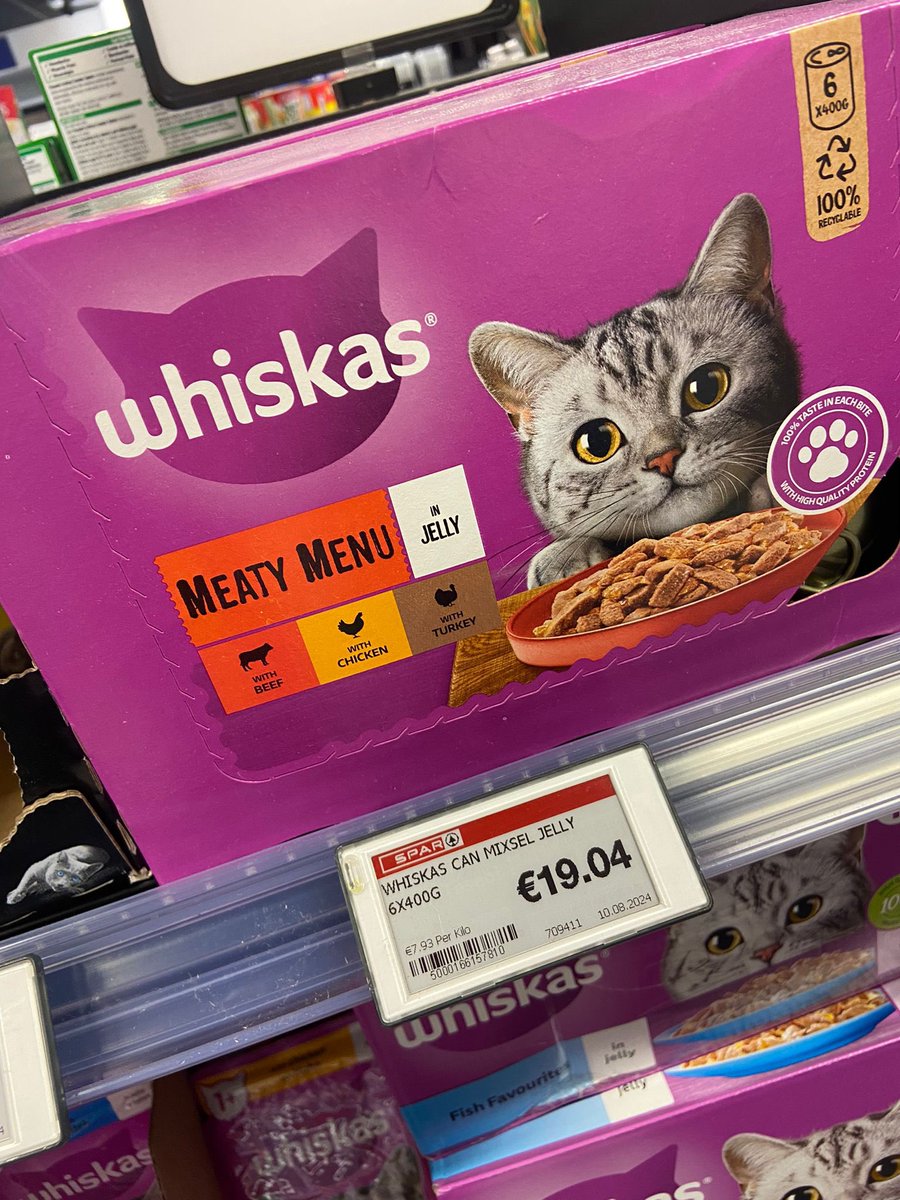 6
X400G
100%
RECYCLABLE
whiskas®
100% TASTE IN EACH BITE
WITH HIGH QUALITY PROTEIN
MEATY MENU
IN
JELLY
WITH
BEEF
WITH
CHICKEN
WITH
TURKEY
SPAR
WHISKAS CAN MIXSEL JELLY
6X400G
€19.04
€7.93 Per Kilo
5000166157810
709411
10.08.2024
whiskas®
in
jelly
Fish Favourites
jelly
1+
whiskas
whiskas
whiskas